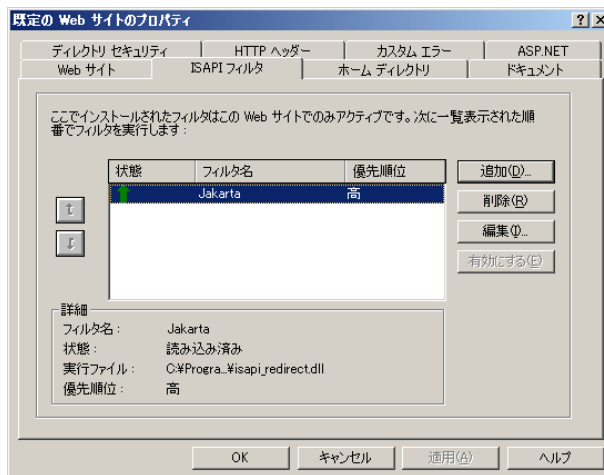 既定の Web サイトのプロパティ
ディレクトリ セキュリティ HTTP ヘッダー カスタム エラー ASP.NET
Web サイト ISAPI フィルタ ホーム ディレクトリ ドキュメント
ここでインストールされたフィルタはこの Web サイトでのみアクティブです。次に一覧表示された順
番でフィルタを実行します:
状態 フィルタ名 優先順位
Jakarta 高
追加(D)...
削除(R)
編集(I)...
有効にする(E)
詳細
フィルタ名: Jakarta
状態: 読み込み済み
実行ファイル: C:¥Progra...¥isapi_redirect.dll
優先順位: 高
OK キャンセル 適用(A) ヘルプ